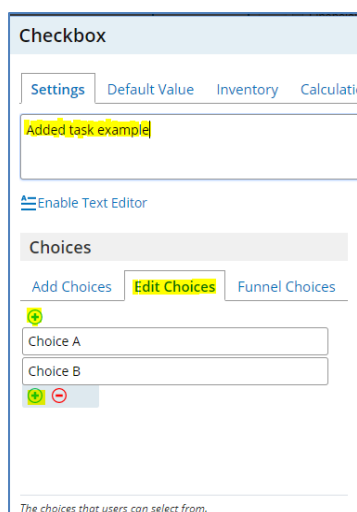 Checkbox
Settings Default Value Inventory Calculati
Added task example
Enable Text Editor
Choices
Add Choices Edit Choices Funnel Choices
Choice A
Choice B
The choices that users can select from.